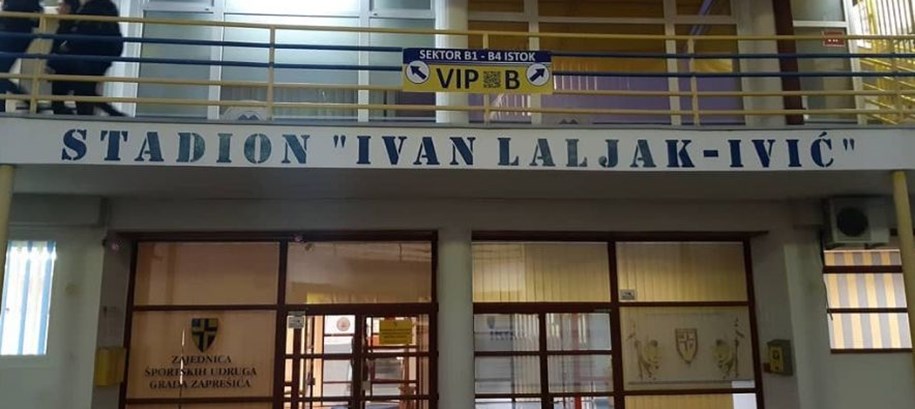 SEKTOR B1 - B4 ISTOK
VIP B
STADION "IVAN LALJAK-IVIĆ"
ZAJEDNICA
ŠPORTSKIH UDRUGA
GRADA ZAPREŠIĆA